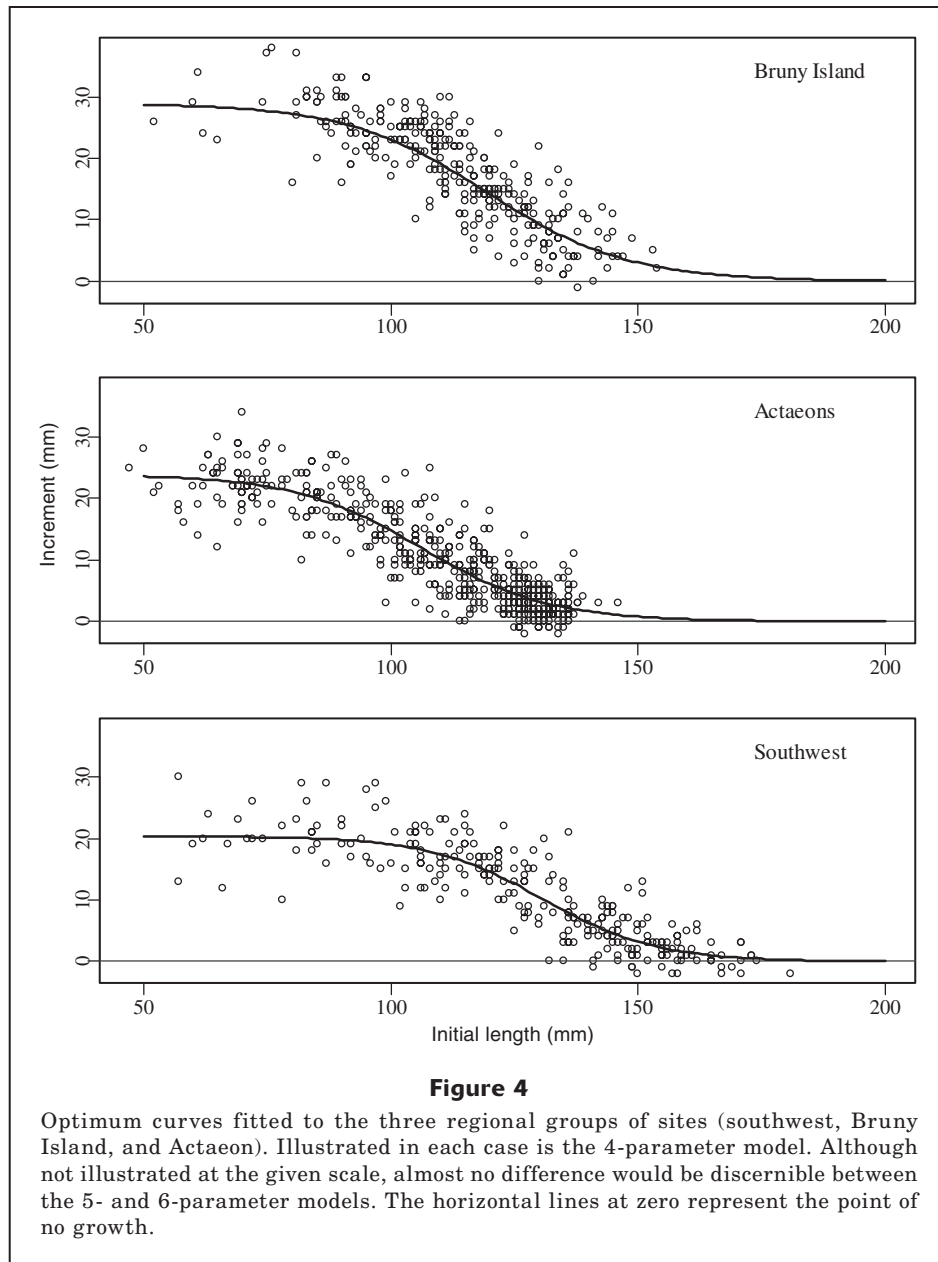 Bruny Island
30
20
10
0
50
100
150
200
Actaeons
30
20
10
0
50
100
150
200
Increment (mm)
Southwest
30
20
10
0
50
100
150
200
Initial length (mm)
Figure 4
Optimum curves fitted to the three regional groups of sites (southwest, Bruny
Island, and Actaeon). Illustrated in each case is the 4-parameter model. Although
not illustrated at the given scale, almost no difference would be discernible between
the 5- and 6-parameter models. The horizontal lines at zero represent the point of
no growth.